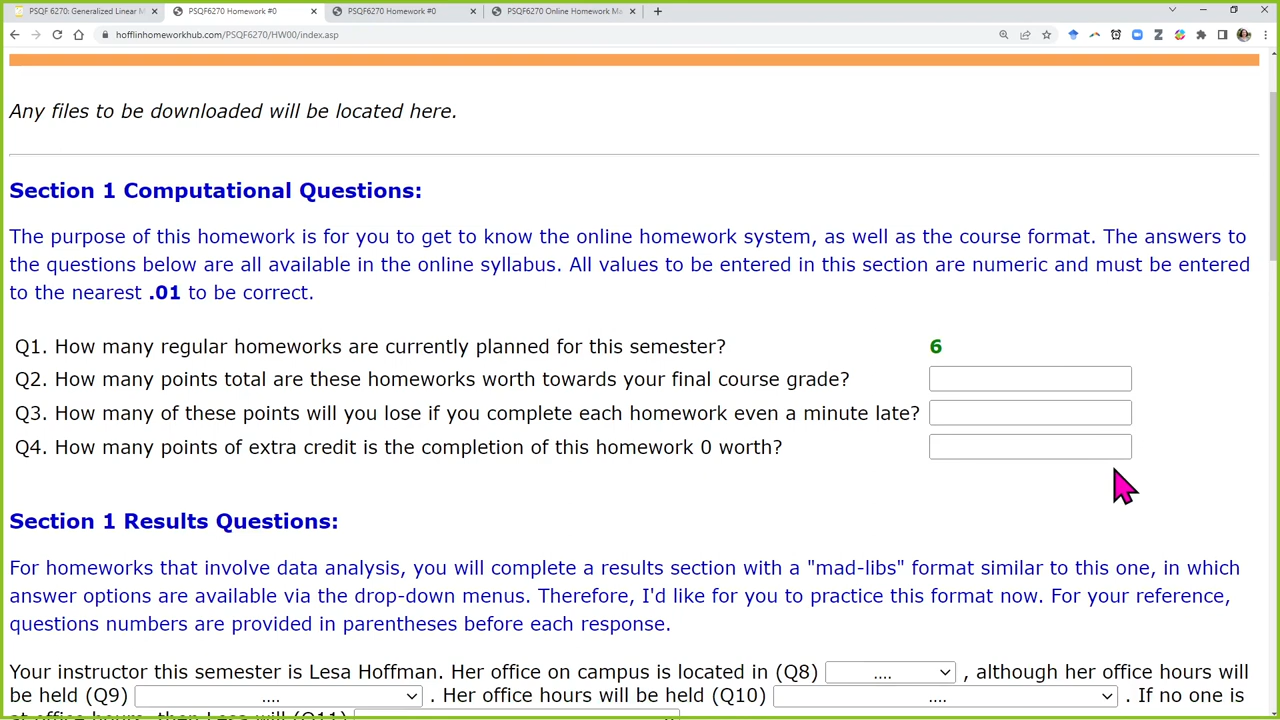 PSQF 6270: Generalized Linear M
PSQF6270 Homework #0
PSQF6270 Homework #0
PSQF6270 Online Homework Ma
hofflinhomeworkhub.com/PSQF6270/HW00/index.asp
Any files to be downloaded will be located here.
Section 1 Computational Questions:
The purpose of this homework is for you to get to know the online homework system, as well as the course format. The answers to
the questions below are all available in the online syllabus. All values to be entered in this section are numeric and must be entered
to the nearest .01 to be correct.
Q1. How many regular homeworks are currently planned for this semester? 6
Q2. How many points total are these homeworks worth towards your final course grade?
Q3. How many of these points will you lose if you complete each homework even a minute late?
Q4. How many points of extra credit is the completion of this homework 0 worth?
Section 1 Results Questions:
For homeworks that involve data analysis, you will complete a results section with a "mad-libs" format similar to this one, in which
answer options are available via the drop-down menus. Therefore, I'd like for you to practice this format now. For your reference,
questions numbers are provided in parentheses before each response.
Your instructor this semester is Lesa Hoffman. Her office on campus is located in (Q8) .... , although her office hours will
be held (Q9) .... . Her office hours will be held (Q10) .... . If no one is
at office hours, then Lesa will (Q11)